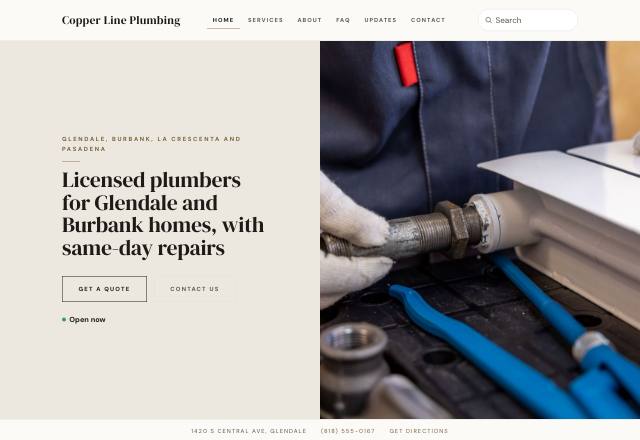 Copper Line Plumbing
HOME SERVICES ABOUT FAQ UPDATES CONTACT
Search
GLENDALE, BURBANK, LA CRESCENTA AND
PASADENA
Licensed plumbers
for Glendale and
Burbank homes, with
same-day repairs
GET A QUOTE
CONTACT US
Open now
1420 S CENTRAL AVE, GLENDALE (818) 555-0167 GET DIRECTIONS